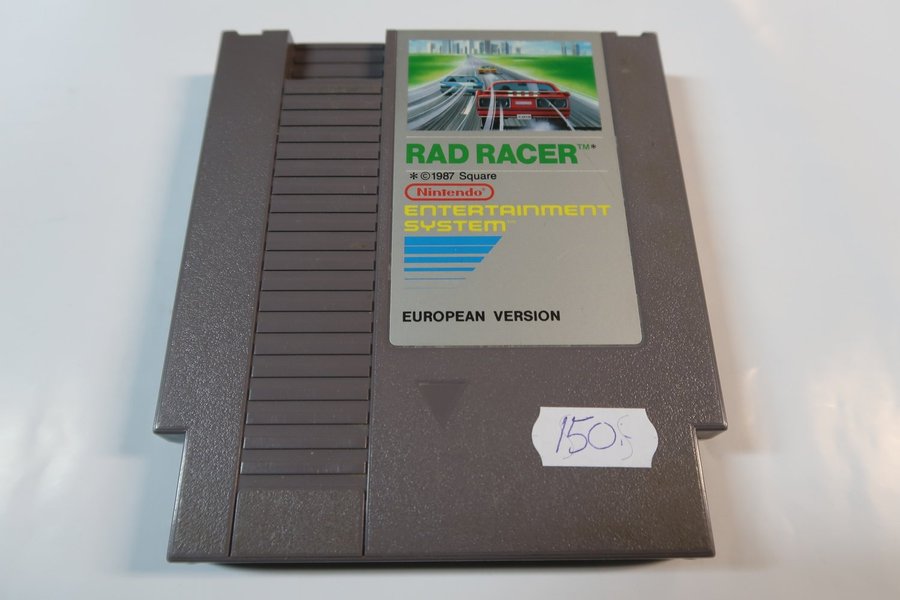 RAD RACER™*
*©1987 Square
Nintendo®
ENTERTAINMENT
SYSTEM™
EUROPEAN VERSION
150